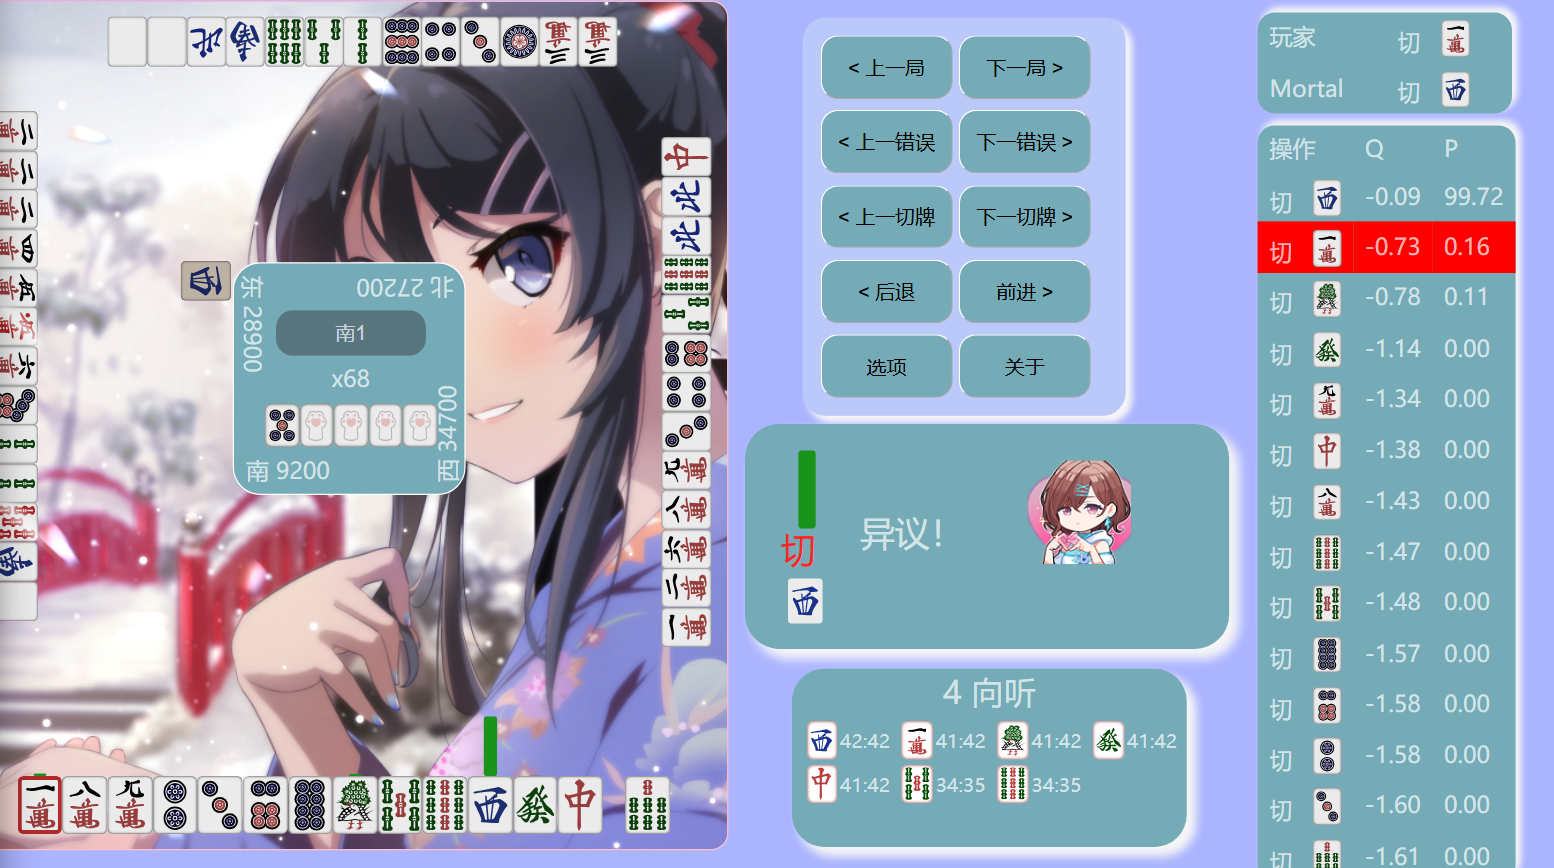 北 27200
东 28900
南1
x68
西 34700
南 9200
< 上一局
下一局 >
< 上一错误
下一错误 >
< 上一切牌
下一切牌 >
< 后退
前进 >
选项
关于
切
异议!
4 向听
42:42
41:42
41:42
41:42
41:42
34:35
34:35
玩家 切
Mortal 切
操作 Q P
切 -0.09 99.72
切 -0.73 0.16
切 -0.78 0.11
切 -1.14 0.00
切 -1.34 0.00
切 -1.38 0.00
切 -1.43 0.00
切 -1.47 0.00
切 -1.48 0.00
切 -1.57 0.00
切 -1.58 0.00
切 -1.58 0.00
切 -1.60 0.00
切 -1.61 0.00